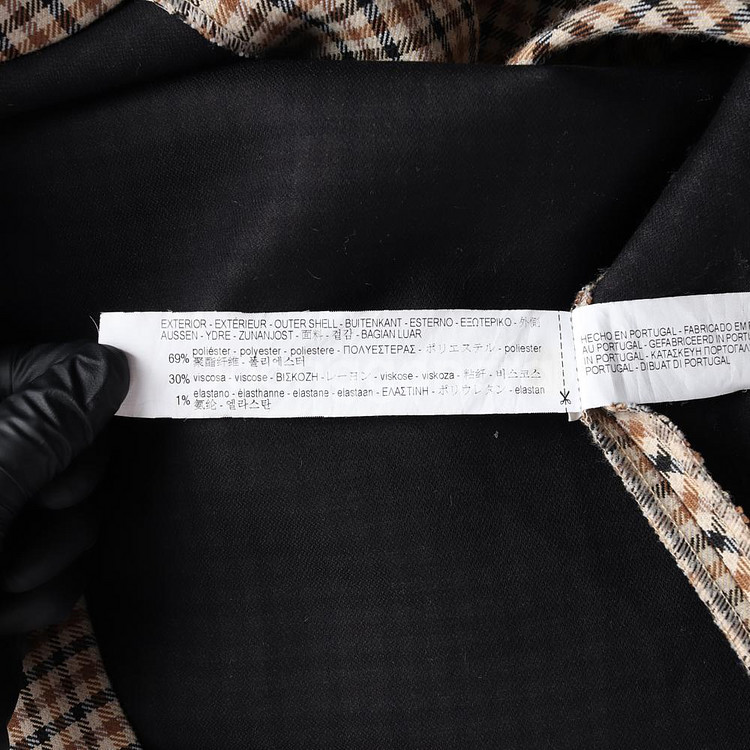 EXTERIOR - EXTÉRIEUR - OUTER SHELL - BUITENKANT - ESTERNO - ΕΞΩΤΕΡΙΚΟ - 外側
AUSSEN - YDRE - ZUNANJOST - 面料 - 겉감 - BAGIAN LUAR
69% poliéster - polyester - poliestere - ΠΟΛΥΕΣΤΕΡΑΣ - ポリエステル - poliester
聚酯纤维 - 폴리에스터
30% viscosa - viscose - ΒΙΣΚΟΖΗ - レーヨン - viskose - viskoza - 粘纤 - 비스코스
elastano - élasthanne - elastane - elastaan - ΕΛΑΣΤΙΝΗ - ポリウレタン - elastan
1% 氨纶 - 엘라스탄
HECHO EN PORTUGAL - FABRICADO EM
AU PORTUGAL - GEFABRICEERD IN PORT
IN PORTUGAL - ΚΑΤΑΣΚΕΥΗ ΠΟΡΤΟΓΑΛ
PORTUGAL - DIBUAT DI PORTUGAL